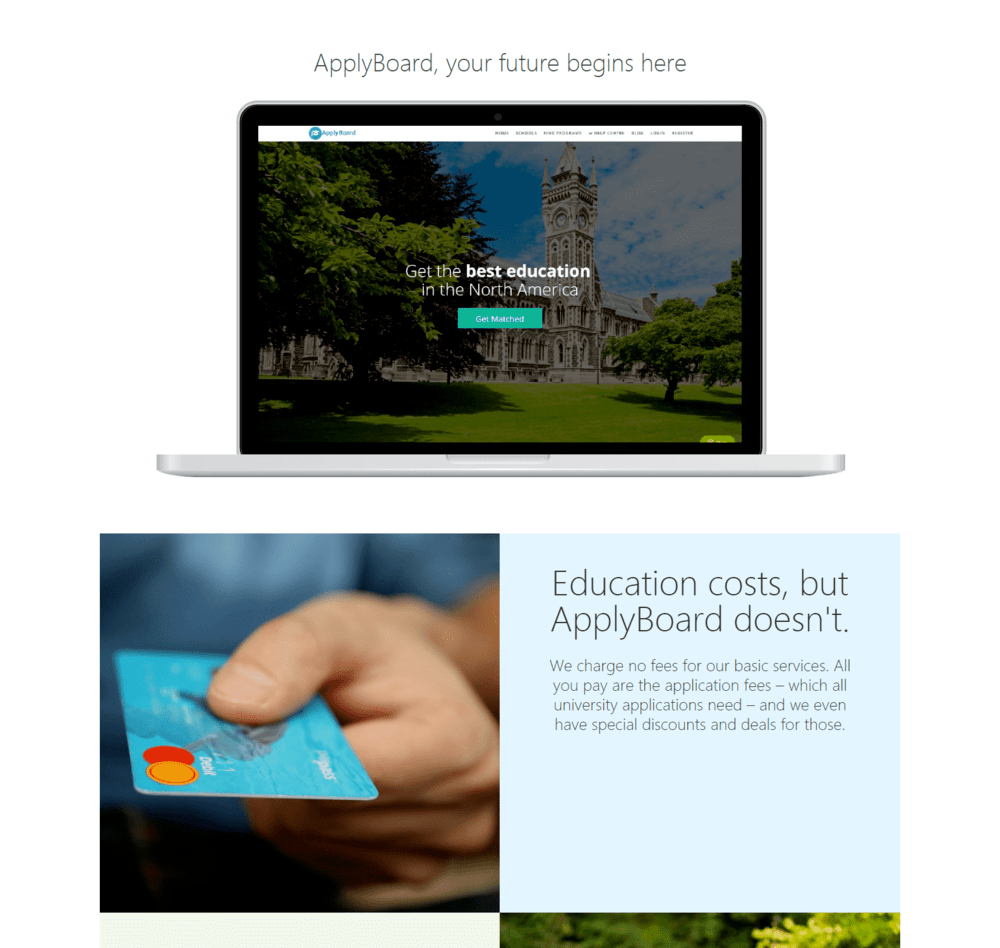 ApplyBoard, your future begins here
ApplyBoard
HOME SCHOOLS FIND PROGRAMS HELP CENTRE BLOG LOGIN REGISTER
Get the best education
in the North America
Get Matched
Education costs, but
ApplyBoard doesn't.
We charge no fees for our basic services. All
you pay are the application fees – which all
university applications need – and we even
have special discounts and deals for those.
Debit